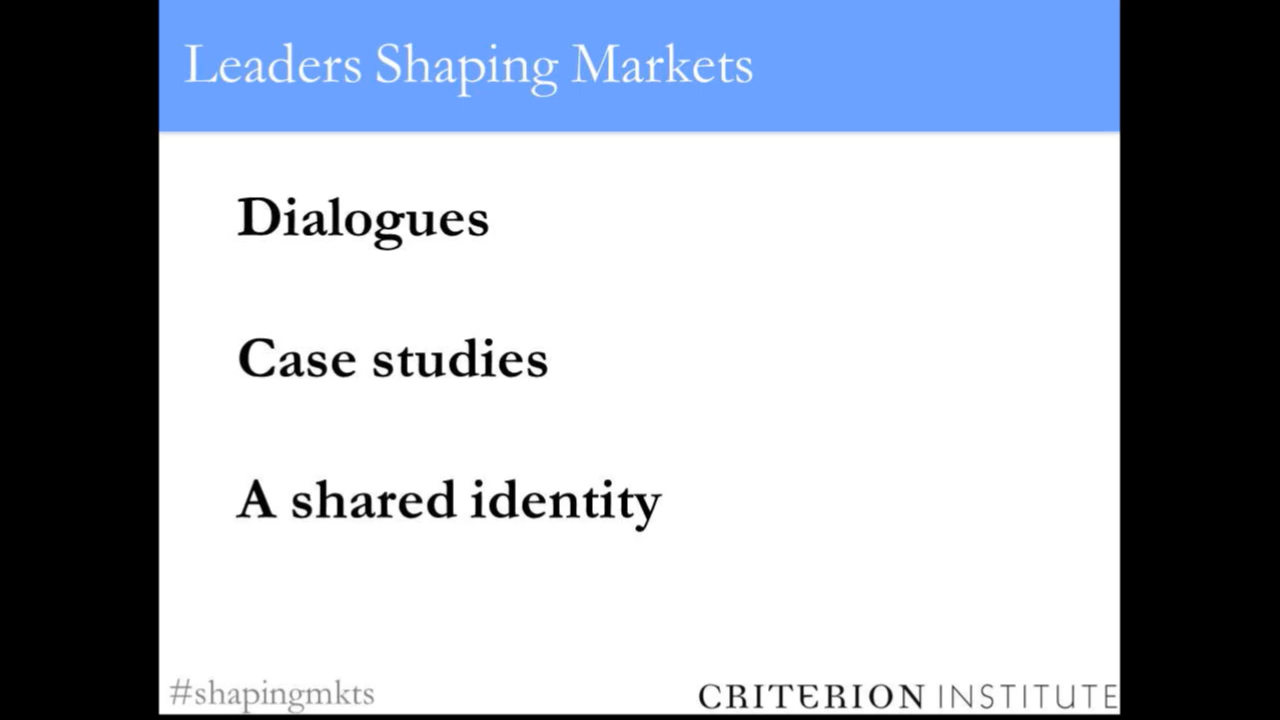 Leaders Shaping Markets
Dialogues
Case studies
A shared identity
#shapingmkts
CRITERION INSTITUTE